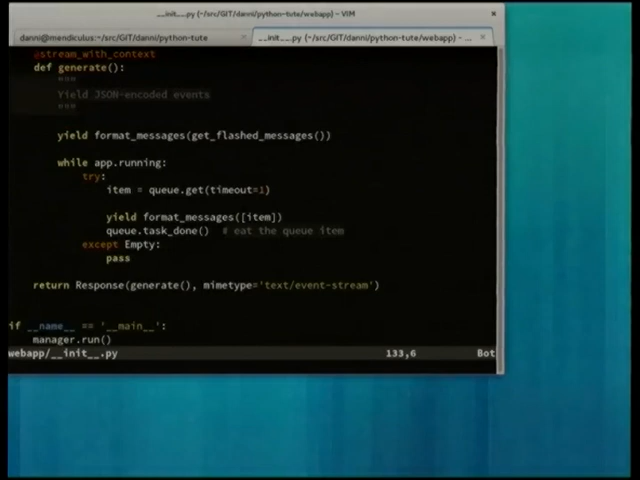 __init__.py (~/src/GIT/danni/python-tute/webapp) - VIM
danni@mendiculus:~/src/GIT/danni/python-tute
__init__.py (~/src/GIT/danni/python-tute/webapp) - ...
@stream_with_context
def generate():
"""
Yield JSON-encoded events
"""
yield format_messages(get_flashed_messages())
while app.running:
try:
item = queue.get(timeout=1)
yield format_messages([item])
queue.task_done()  # eat the queue item
except Empty:
pass
return Response(generate(), mimetype='text/event-stream')
if __name__ == '__main__':
manager.run()
webapp/__init__.py 133,6 Bot